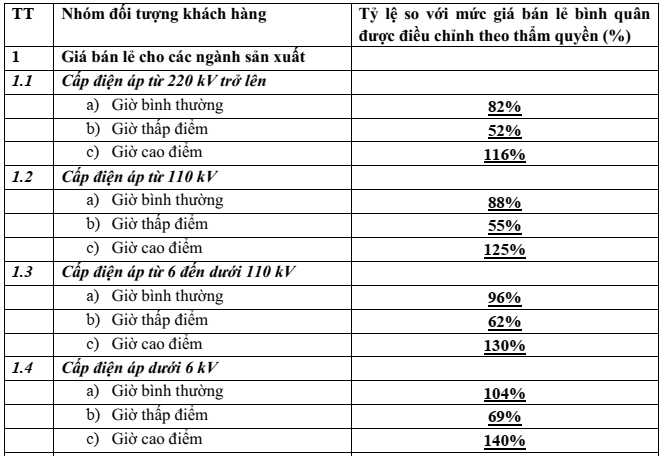 TT Nhóm đối tượng khách hàng Tỷ lệ so với mức giá bán lẻ bình quân
được điều chỉnh theo thẩm quyền (%)
1 Giá bán lẻ cho các ngành sản xuất
1.1 Cấp điện áp từ 220 kV trở lên
a) Giờ bình thường 82%
b) Giờ thấp điểm 52%
c) Giờ cao điểm 116%
1.2 Cấp điện áp từ 110 kV
a) Giờ bình thường 88%
b) Giờ thấp điểm 55%
c) Giờ cao điểm 125%
1.3 Cấp điện áp từ 6 đến dưới 110 kV
a) Giờ bình thường 96%
b) Giờ thấp điểm 62%
c) Giờ cao điểm 130%
1.4 Cấp điện áp dưới 6 kV
a) Giờ bình thường 104%
b) Giờ thấp điểm 69%
c) Giờ cao điểm 140%